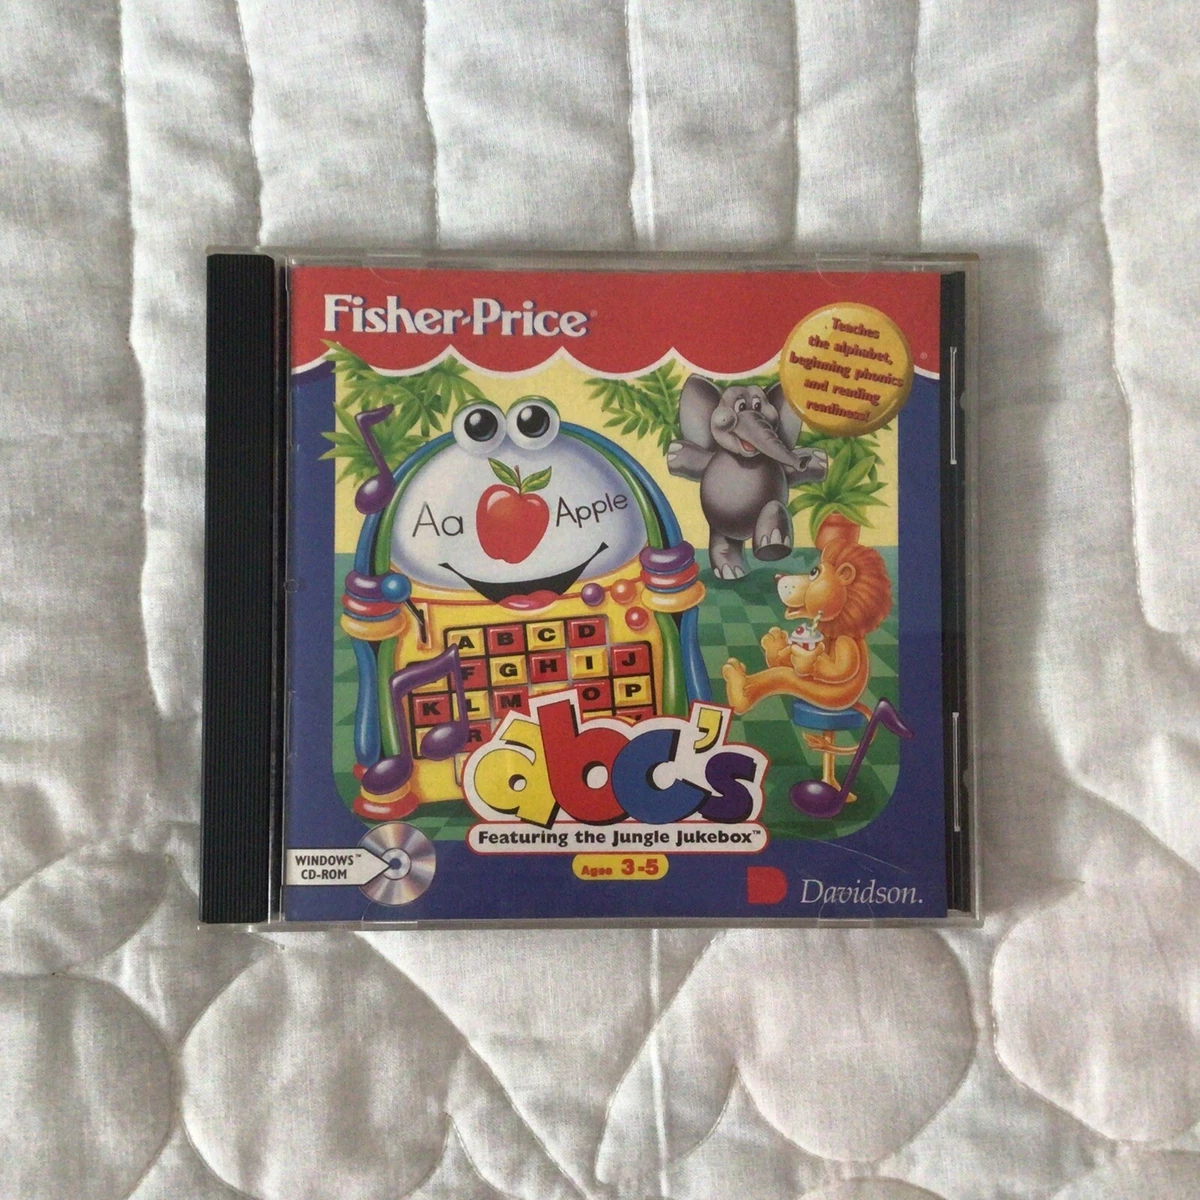 Fisher-Price®
Teaches
the alphabet,
beginning phonics
and reading
readiness!
Aa Apple
A B C D
F G H I J
K L M O P
R
abc's
Featuring the Jungle Jukebox™
Ages 3-5
WINDOWS™
CD-ROM
Davidson.